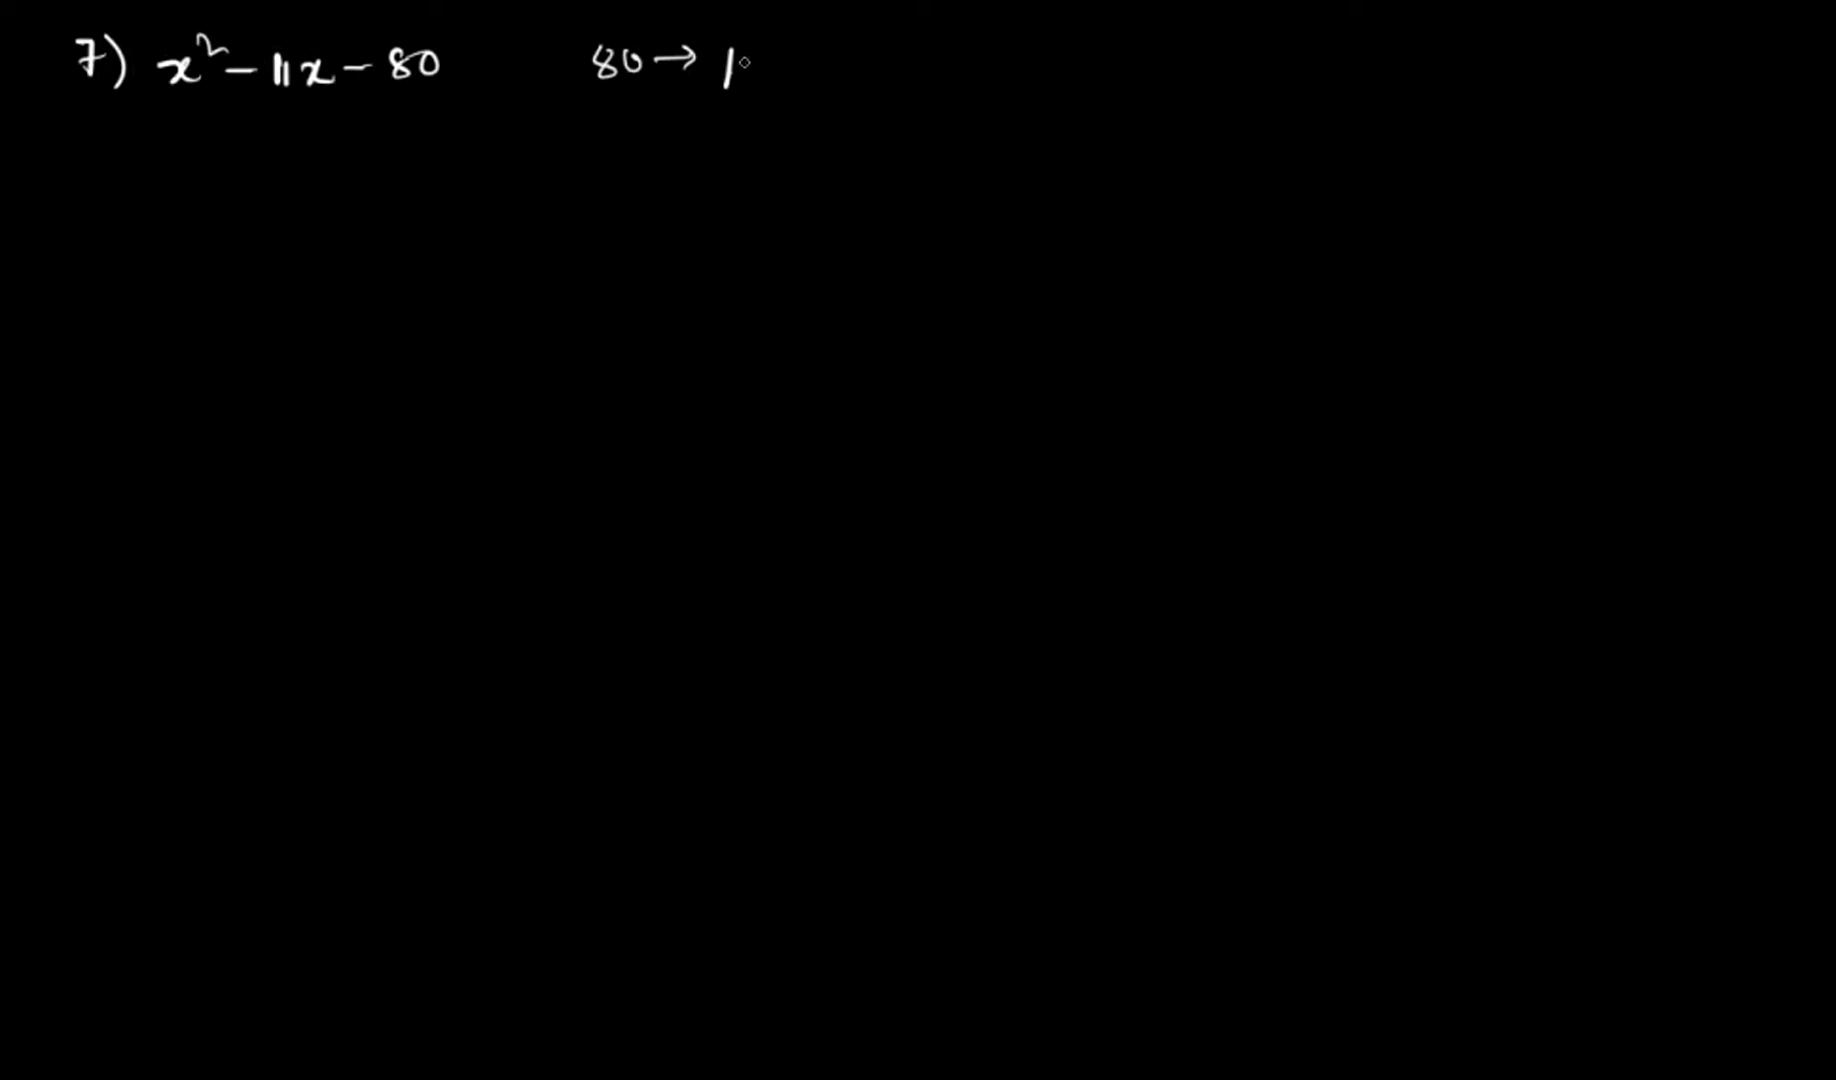 7) x² - 11x - 80 80 → 1